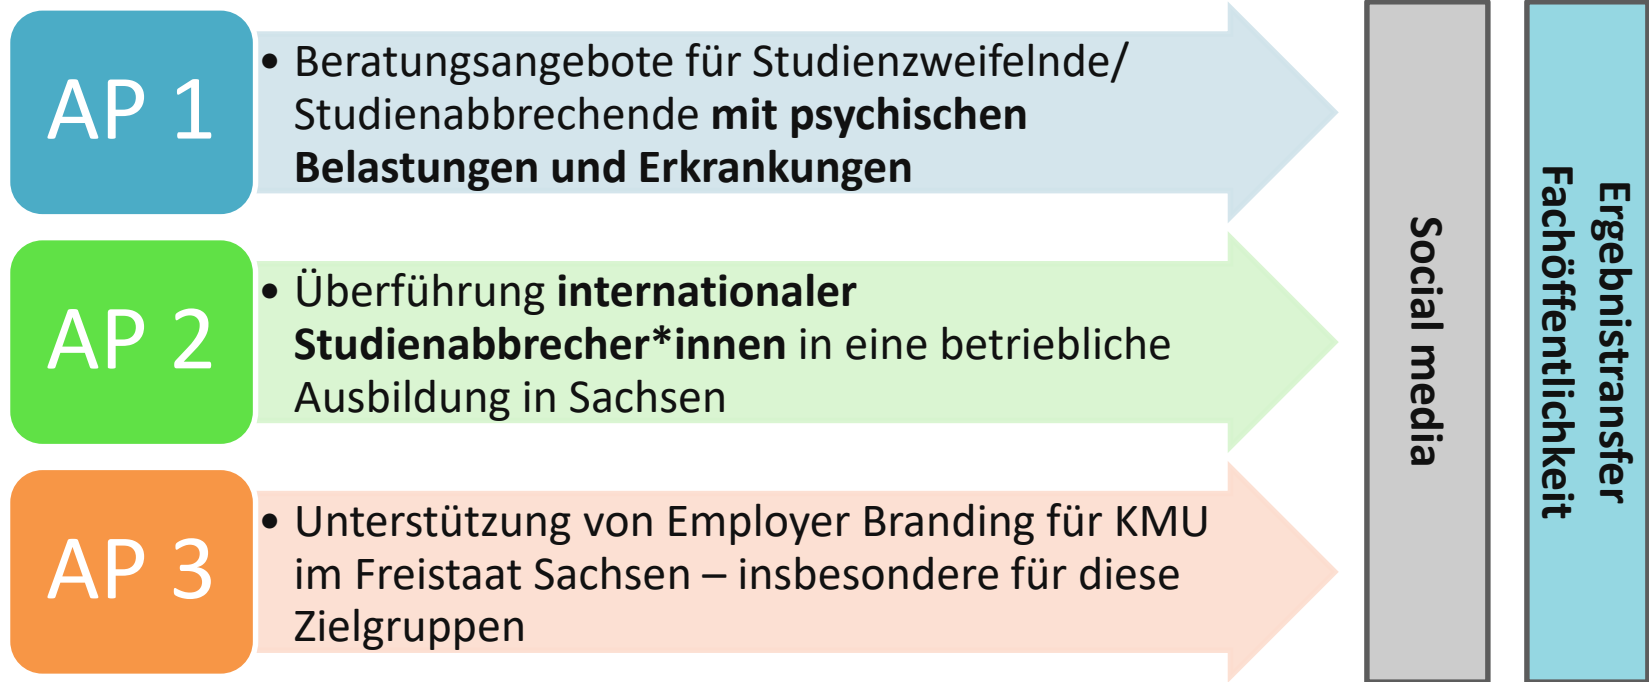 AP 1
• Beratungsangebote für Studienzweifelnde/
Studienabbrechende mit psychischen
Belastungen und Erkrankungen
AP 2
• Überführung internationaler
Studienabbrecher*innen in eine betriebliche
Ausbildung in Sachsen
AP 3
• Unterstützung von Employer Branding für KMU
im Freistaat Sachsen – insbesondere für diese
Zielgruppen
Social media
Ergebnistransfer
Fachöffentlichkeit